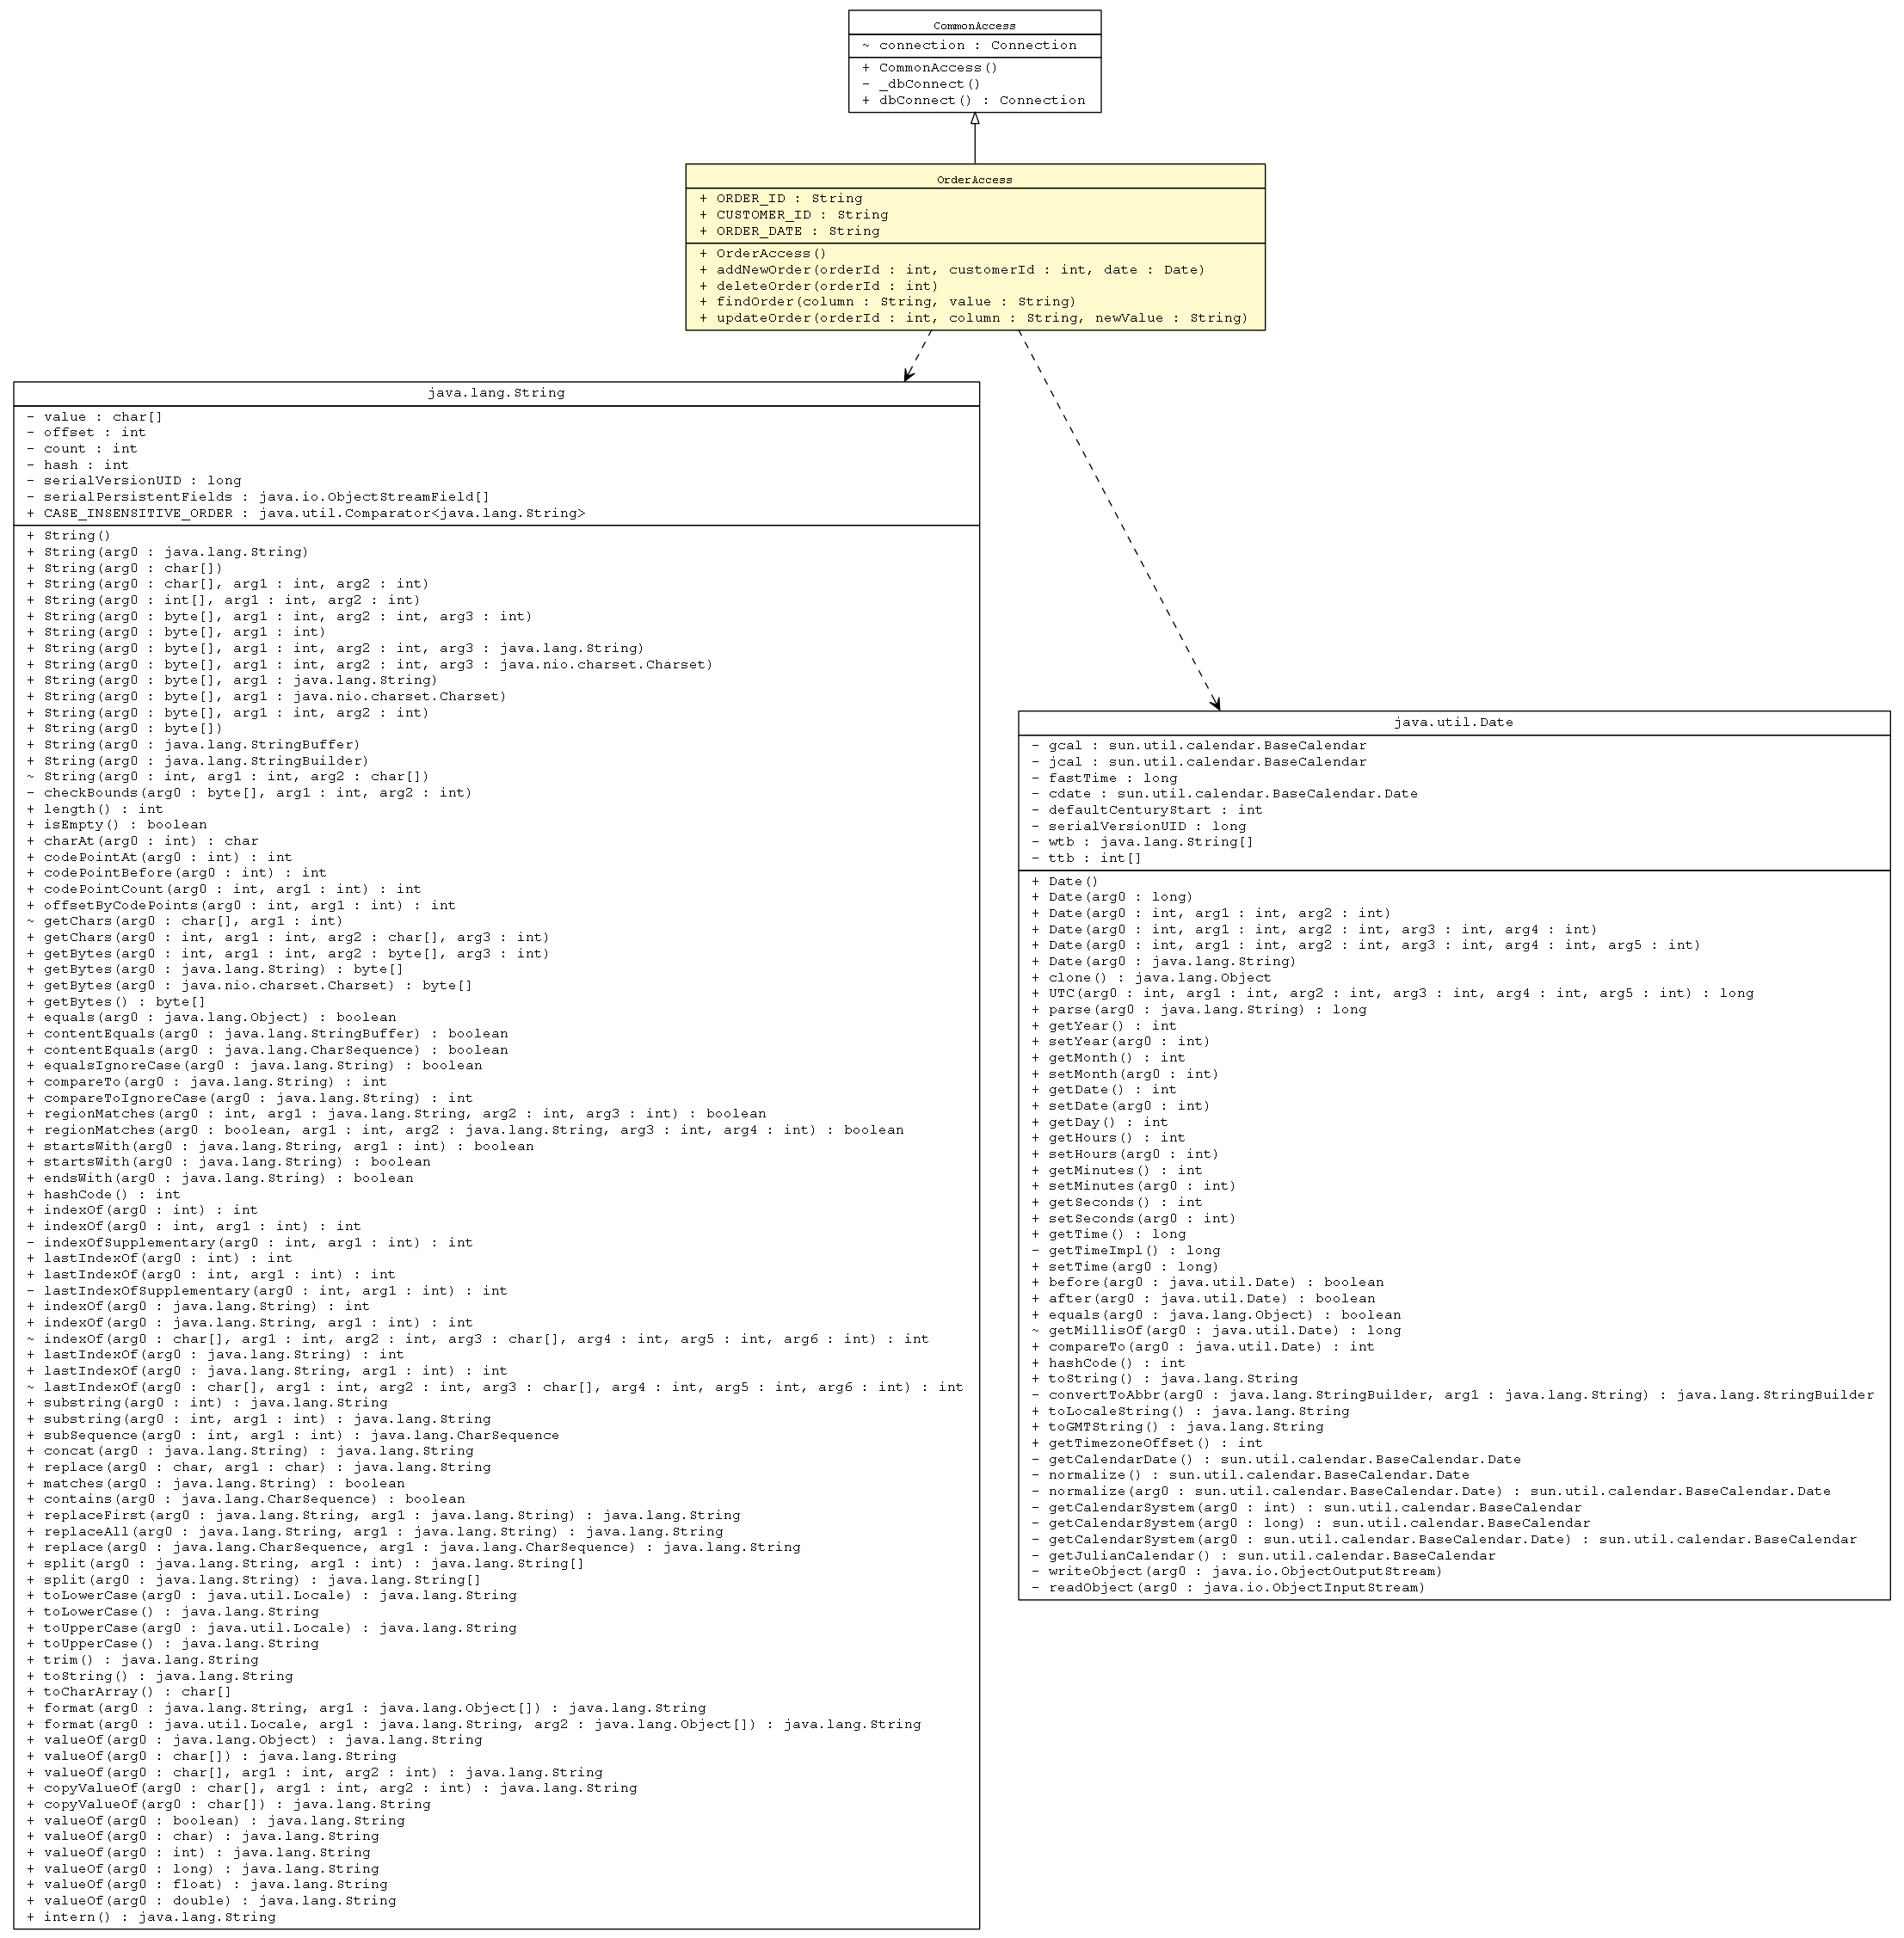 CommonAccess
~ connection : Connection
+ CommonAccess()
- _dbConnect()
+ dbConnect() : Connection
OrderAccess
+ ORDER_ID : String
+ CUSTOMER_ID : String
+ ORDER_DATE : String
+ OrderAccess()
+ addNewOrder(orderId : int, customerId : int, date : Date)
+ deleteOrder(orderId : int)
+ findOrder(column : String, value : String)
+ updateOrder(orderId : int, column : String, newValue : String)
java.lang.String
- value : char[]
- offset : int
- count : int
- hash : int
- serialVersionUID : long
- serialPersistentFields : java.io.ObjectStreamField[]
+ CASE_INSENSITIVE_ORDER : java.util.Comparator<java.lang.String>
+ String()
+ String(arg0 : java.lang.String)
+ String(arg0 : char[])
+ String(arg0 : char[], arg1 : int, arg2 : int)
+ String(arg0 : int[], arg1 : int, arg2 : int)
+ String(arg0 : byte[], arg1 : int, arg2 : int, arg3 : int)
+ String(arg0 : byte[], arg1 : int)
+ String(arg0 : byte[], arg1 : int, arg2 : int, arg3 : java.lang.String)
+ String(arg0 : byte[], arg1 : int, arg2 : int, arg3 : java.nio.charset.Charset)
+ String(arg0 : byte[], arg1 : java.lang.String)
+ String(arg0 : byte[], arg1 : java.nio.charset.Charset)
+ String(arg0 : byte[], arg1 : int, arg2 : int)
+ String(arg0 : byte[])
+ String(arg0 : java.lang.StringBuffer)
+ String(arg0 : java.lang.StringBuilder)
~ String(arg0 : int, arg1 : int, arg2 : char[])
- checkBounds(arg0 : byte[], arg1 : int, arg2 : int)
+ length() : int
+ isEmpty() : boolean
+ charAt(arg0 : int) : char
+ codePointAt(arg0 : int) : int
+ codePointBefore(arg0 : int) : int
+ codePointCount(arg0 : int, arg1 : int) : int
+ offsetByCodePoints(arg0 : int, arg1 : int) : int
~ getChars(arg0 : char[], arg1 : int)
+ getChars(arg0 : int, arg1 : int, arg2 : char[], arg3 : int)
+ getBytes(arg0 : int, arg1 : int, arg2 : byte[], arg3 : int)
+ getBytes(arg0 : java.lang.String) : byte[]
+ getBytes(arg0 : java.nio.charset.Charset) : byte[]
+ getBytes() : byte[]
+ equals(arg0 : java.lang.Object) : boolean
+ contentEquals(arg0 : java.lang.StringBuffer) : boolean
+ contentEquals(arg0 : java.lang.CharSequence) : boolean
+ equalsIgnoreCase(arg0 : java.lang.String) : boolean
+ compareTo(arg0 : java.lang.String) : int
+ compareToIgnoreCase(arg0 : java.lang.String) : int
+ regionMatches(arg0 : int, arg1 : java.lang.String, arg2 : int, arg3 : int) : boolean
+ regionMatches(arg0 : boolean, arg1 : int, arg2 : java.lang.String, arg3 : int, arg4 : int) : boolean
+ startsWith(arg0 : java.lang.String, arg1 : int) : boolean
+ startsWith(arg0 : java.lang.String) : boolean
+ endsWith(arg0 : java.lang.String) : boolean
+ hashCode() : int
+ indexOf(arg0 : int) : int
+ indexOf(arg0 : int, arg1 : int) : int
- indexOfSupplementary(arg0 : int, arg1 : int) : int
+ lastIndexOf(arg0 : int) : int
+ lastIndexOf(arg0 : int, arg1 : int) : int
- lastIndexOfSupplementary(arg0 : int, arg1 : int) : int
+ indexOf(arg0 : java.lang.String) : int
+ indexOf(arg0 : java.lang.String, arg1 : int) : int
~ indexOf(arg0 : char[], arg1 : int, arg2 : int, arg3 : char[], arg4 : int, arg5 : int, arg6 : int) : int
+ lastIndexOf(arg0 : java.lang.String) : int
+ lastIndexOf(arg0 : java.lang.String, arg1 : int) : int
~ lastIndexOf(arg0 : char[], arg1 : int, arg2 : int, arg3 : char[], arg4 : int, arg5 : int, arg6 : int) : int
+ substring(arg0 : int) : java.lang.String
+ substring(arg0 : int, arg1 : int) : java.lang.String
+ subSequence(arg0 : int, arg1 : int) : java.lang.CharSequence
+ concat(arg0 : java.lang.String) : java.lang.String
+ replace(arg0 : char, arg1 : char) : java.lang.String
+ matches(arg0 : java.lang.String) : boolean
+ contains(arg0 : java.lang.CharSequence) : boolean
+ replaceFirst(arg0 : java.lang.String, arg1 : java.lang.String) : java.lang.String
+ replaceAll(arg0 : java.lang.String, arg1 : java.lang.String) : java.lang.String
+ replace(arg0 : java.lang.CharSequence, arg1 : java.lang.CharSequence) : java.lang.String
+ split(arg0 : java.lang.String, arg1 : int) : java.lang.String[]
+ split(arg0 : java.lang.String) : java.lang.String[]
+ toLowerCase(arg0 : java.util.Locale) : java.lang.String
+ toLowerCase() : java.lang.String
+ toUpperCase(arg0 : java.util.Locale) : java.lang.String
+ toUpperCase() : java.lang.String
+ trim() : java.lang.String
+ toString() : java.lang.String
+ toCharArray() : char[]
+ format(arg0 : java.lang.String, arg1 : java.lang.Object[]) : java.lang.String
+ format(arg0 : java.util.Locale, arg1 : java.lang.String, arg2 : java.lang.Object[]) : java.lang.String
+ valueOf(arg0 : java.lang.Object) : java.lang.String
+ valueOf(arg0 : char[]) : java.lang.String
+ valueOf(arg0 : char[], arg1 : int, arg2 : int) : java.lang.String
+ copyValueOf(arg0 : char[], arg1 : int, arg2 : int) : java.lang.String
+ copyValueOf(arg0 : char[]) : java.lang.String
+ valueOf(arg0 : boolean) : java.lang.String
+ valueOf(arg0 : char) : java.lang.String
+ valueOf(arg0 : int) : java.lang.String
+ valueOf(arg0 : long) : java.lang.String
+ valueOf(arg0 : float) : java.lang.String
+ valueOf(arg0 : double) : java.lang.String
+ intern() : java.lang.String
java.util.Date
- gcal : sun.util.calendar.BaseCalendar
- jcal : sun.util.calendar.BaseCalendar
- fastTime : long
- cdate : sun.util.calendar.BaseCalendar.Date
- defaultCenturyStart : int
- serialVersionUID : long
- wtb : java.lang.String[]
- ttb : int[]
+ Date()
+ Date(arg0 : long)
+ Date(arg0 : int, arg1 : int, arg2 : int)
+ Date(arg0 : int, arg1 : int, arg2 : int, arg3 : int, arg4 : int)
+ Date(arg0 : int, arg1 : int, arg2 : int, arg3 : int, arg4 : int, arg5 : int)
+ Date(arg0 : java.lang.String)
+ clone() : java.lang.Object
+ UTC(arg0 : int, arg1 : int, arg2 : int, arg3 : int, arg4 : int, arg5 : int) : long
+ parse(arg0 : java.lang.String) : long
+ getYear() : int
+ setYear(arg0 : int)
+ getMonth() : int
+ setMonth(arg0 : int)
+ getDate() : int
+ setDate(arg0 : int)
+ getDay() : int
+ getHours() : int
+ setHours(arg0 : int)
+ getMinutes() : int
+ setMinutes(arg0 : int)
+ getSeconds() : int
+ setSeconds(arg0 : int)
+ getTime() : long
- getTimeImpl() : long
+ setTime(arg0 : long)
+ before(arg0 : java.util.Date) : boolean
+ after(arg0 : java.util.Date) : boolean
+ equals(arg0 : java.lang.Object) : boolean
~ getMillisOf(arg0 : java.util.Date) : long
+ compareTo(arg0 : java.util.Date) : int
+ hashCode() : int
+ toString() : java.lang.String
- convertToAbbr(arg0 : java.lang.StringBuilder, arg1 : java.lang.String) : java.lang.StringBuilder
+ toLocaleString() : java.lang.String
+ toGMTString() : java.lang.String
+ getTimezoneOffset() : int
- getCalendarDate() : sun.util.calendar.BaseCalendar.Date
- normalize() : sun.util.calendar.BaseCalendar.Date
- normalize(arg0 : sun.util.calendar.BaseCalendar.Date) : sun.util.calendar.BaseCalendar.Date
- getCalendarSystem(arg0 : int) : sun.util.calendar.BaseCalendar
- getCalendarSystem(arg0 : long) : sun.util.calendar.BaseCalendar
- getCalendarSystem(arg0 : sun.util.calendar.BaseCalendar.Date) : sun.util.calendar.BaseCalendar
- getJulianCalendar() : sun.util.calendar.BaseCalendar
- writeObject(arg0 : java.io.ObjectOutputStream)
- readObject(arg0 : java.io.ObjectInputStream)